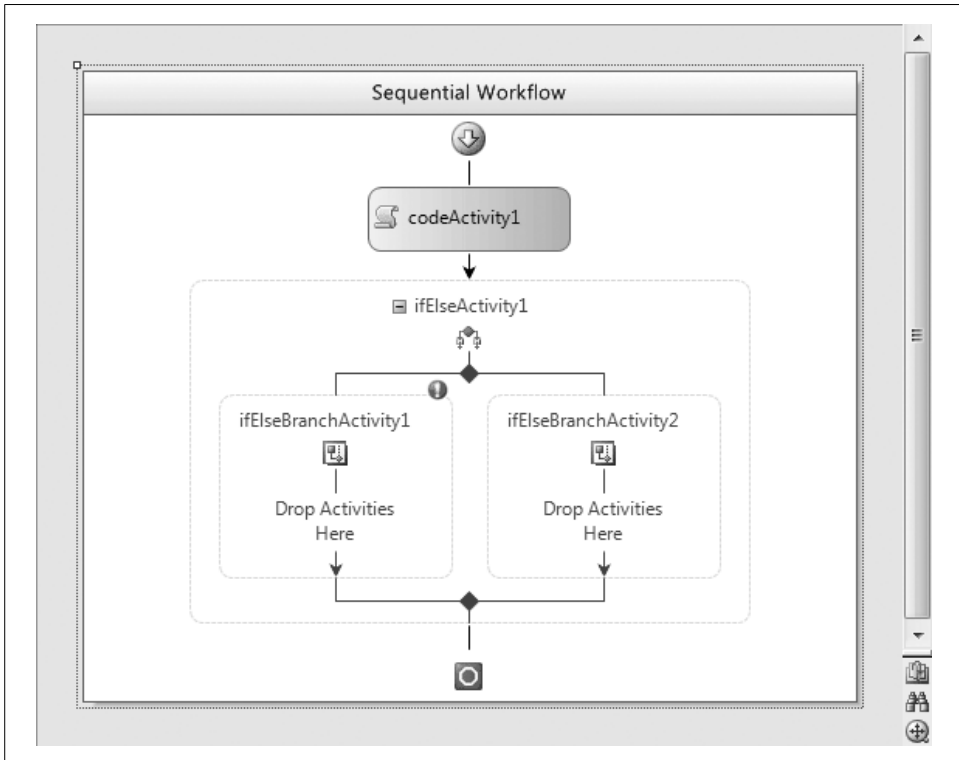 Sequential Workflow
codeActivity1
ifElseActivity1
ifElseBranchActivity1
Drop Activities
Here
ifElseBranchActivity2
Drop Activities
Here